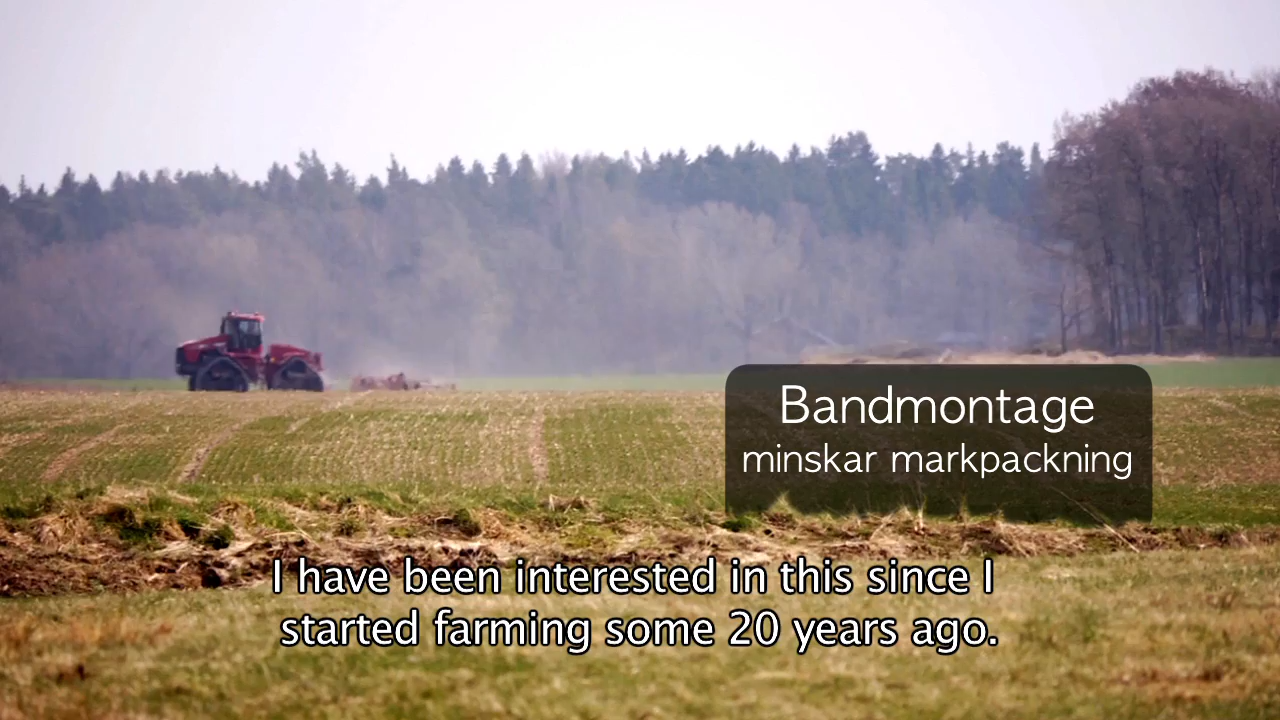 Bandmontage
minskar markpackning
I have been interested in this since I
started farming some 20 years ago.